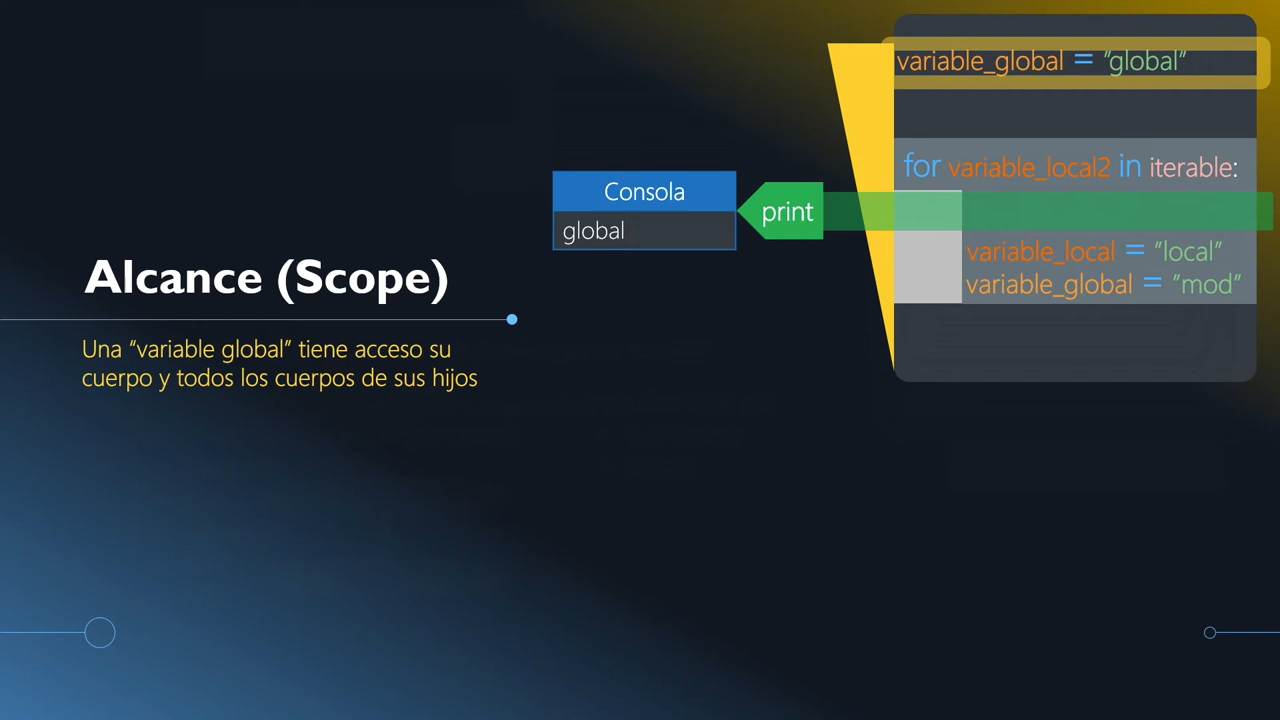 Alcance (Scope)
Una “variable global” tiene acceso su
cuerpo y todos los cuerpos de sus hijos
Consola
global
print
variable_global = “global”
for variable_local2 in iterable:
variable_local = “local”
variable_global = “mod”